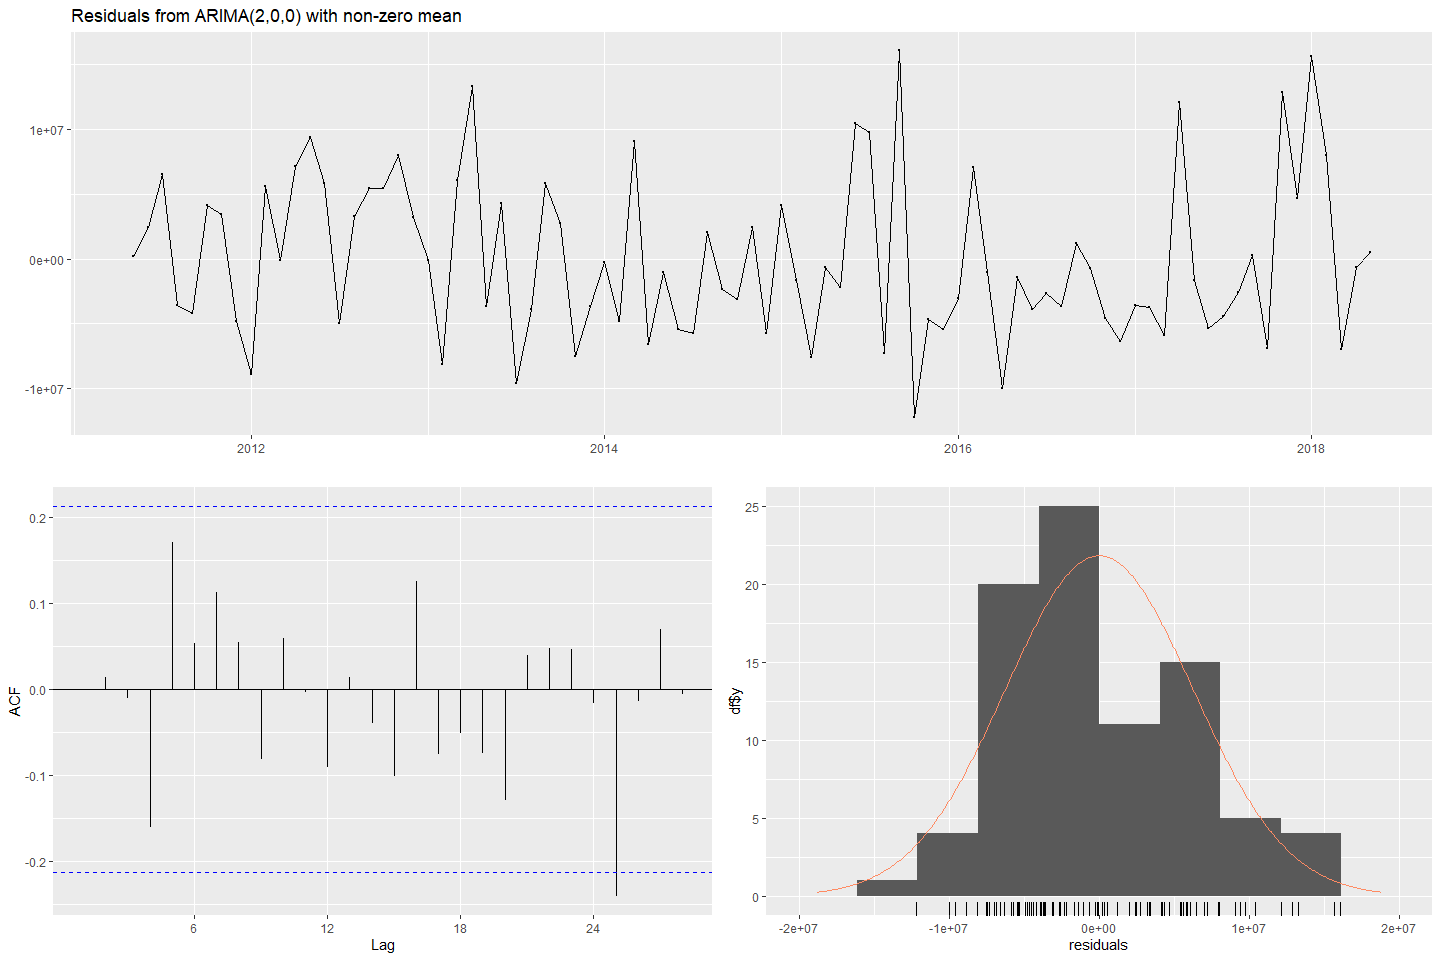 Residuals from ARIMA(2,0,0) with non-zero mean
1e+07
0e+00
-1e+07
2012 2014 2016 2018
0.2
0.1
0.0
-0.1
-0.2
ACF
6 12 18 24
Lag
25
20
15
10
5
0
df$y
-2e+07 -1e+07 0e+00 1e+07 2e+07
residuals